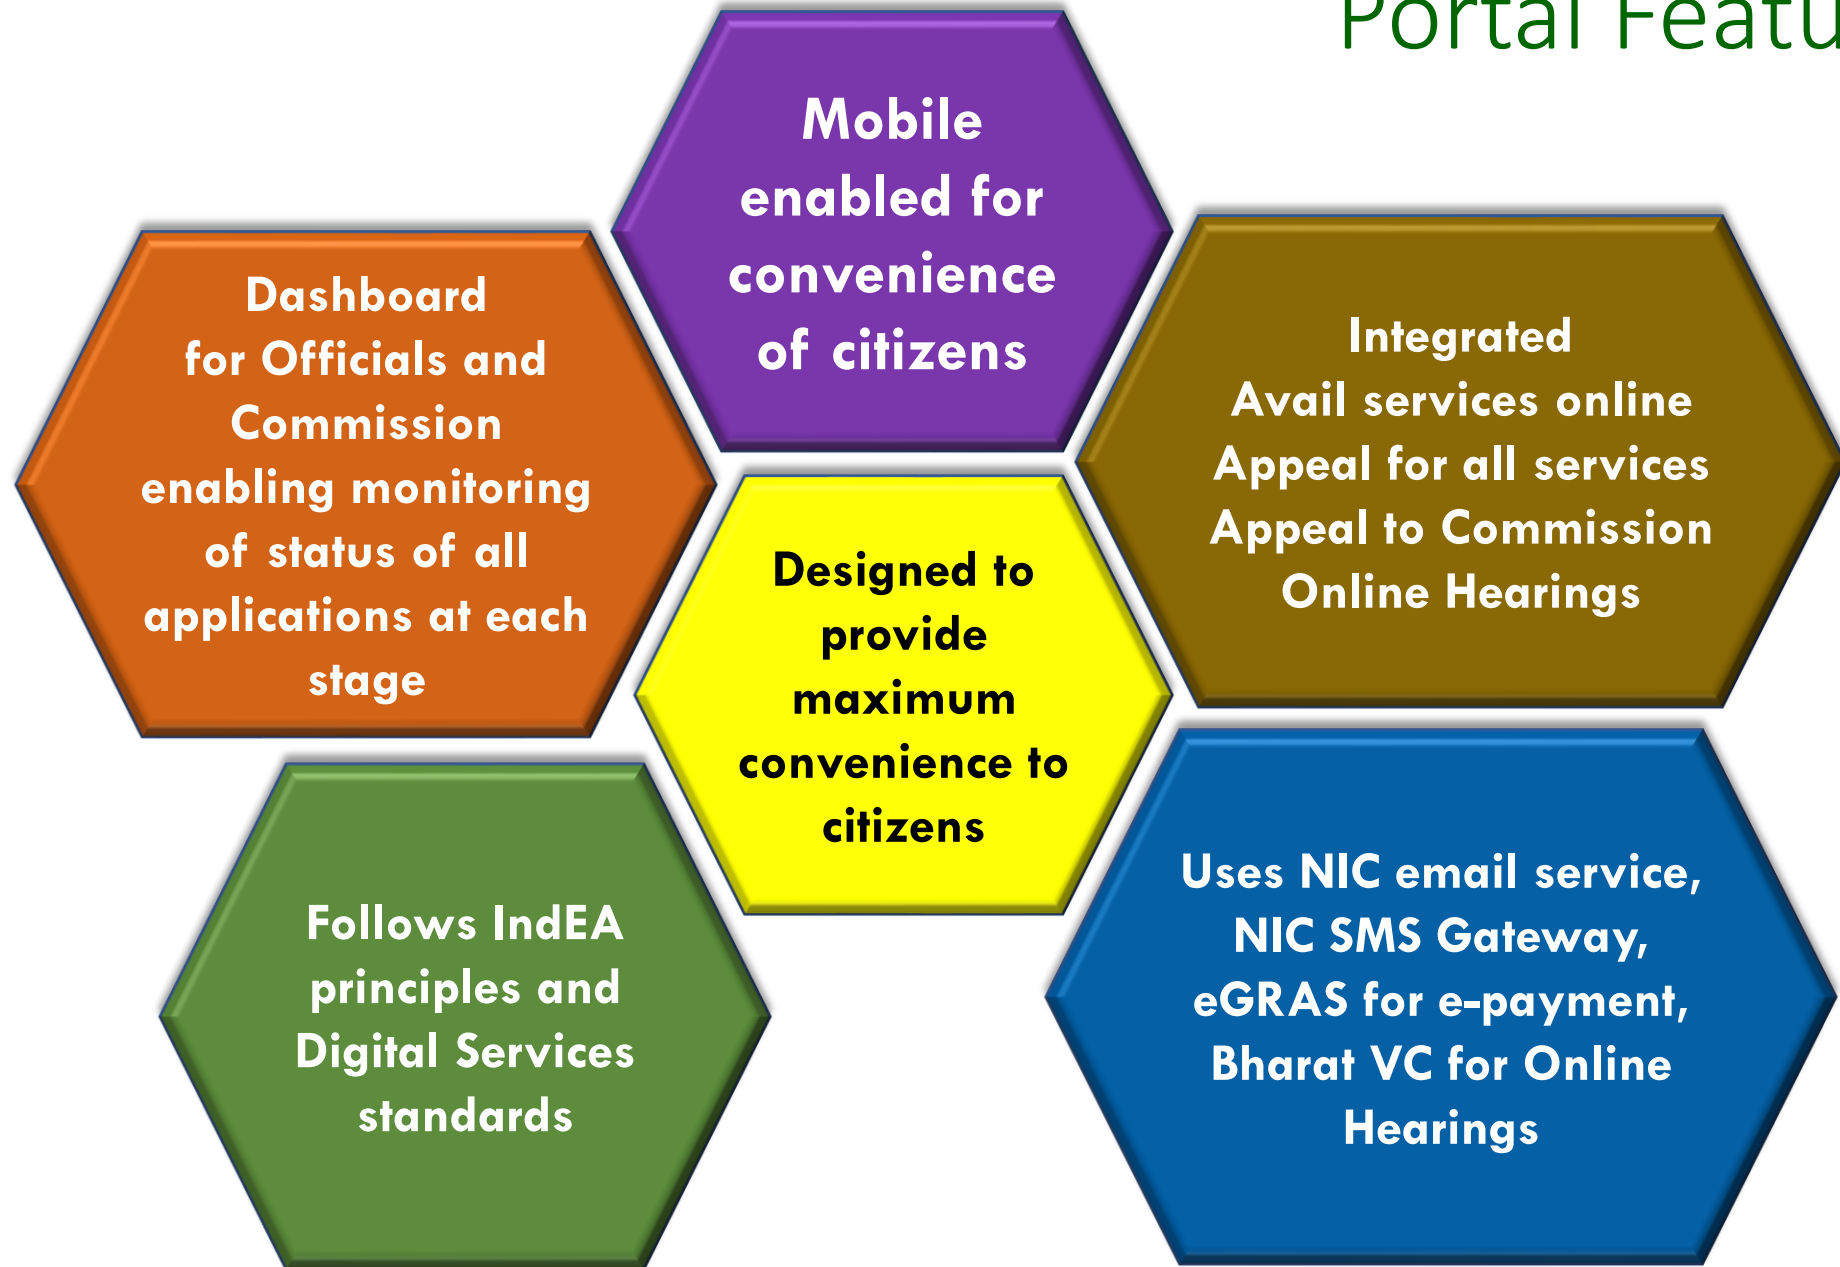 Portal
Mobile
enabled for
convenience
of citizens
Dashboard
for Officials and
Commission
enabling monitoring
of status of all
applications at each
stage
Integrated
Avail services online
Appeal for all services
Appeal to Commission
Online Hearings
Designed to
provide
maximum
convenience to
citizens
Follows IndEA
principles and
Digital Services
standards
Uses NIC email service,
NIC SMS Gateway,
eGRAS for e-payment,
Bharat VC for Online
Hearings